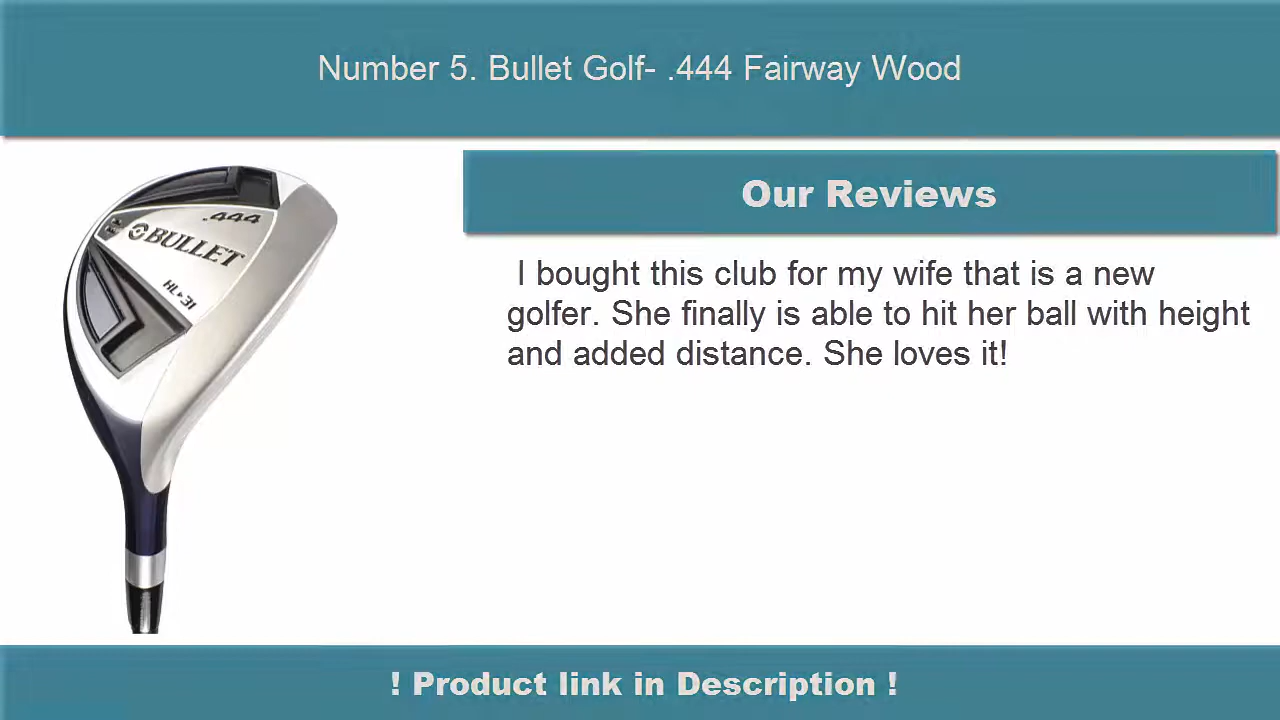 Number 5. Bullet Golf- .444 Fairway Wood
Our Reviews
.444
BULLET
HL•31
I bought this club for my wife that is a new
golfer. She finally is able to hit her ball with height
and added distance. She loves it!
! Product link in Description !